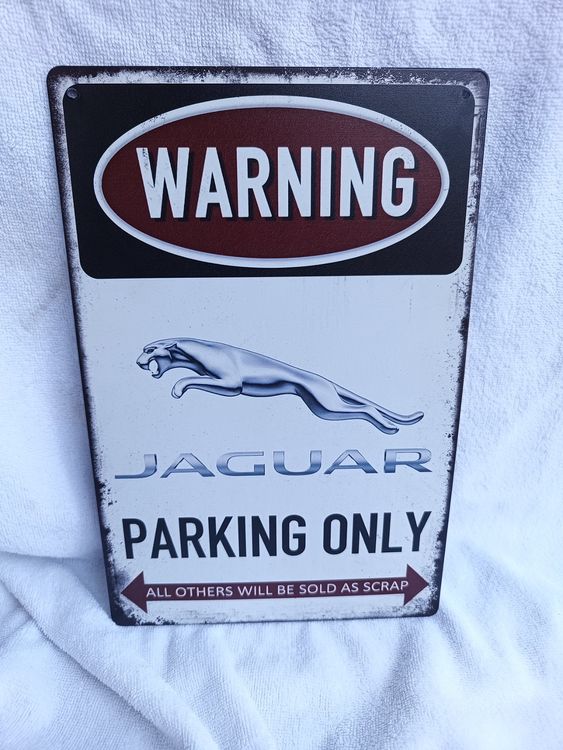 WARNING
JAGUAR
PARKING ONLY
ALL OTHERS WILL BE SOLD AS SCRAP